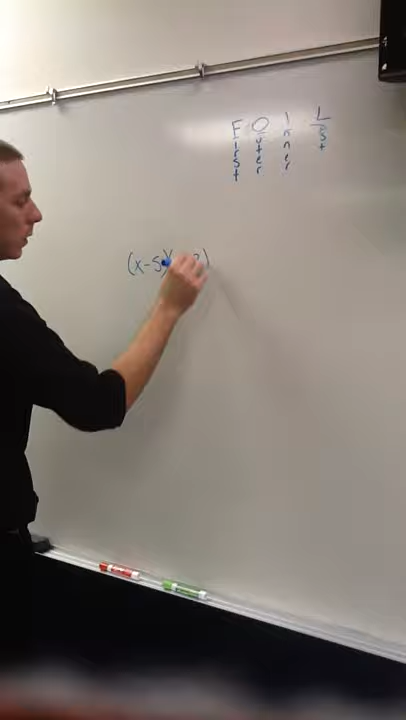 F O I L
First Outer Inner Last
(x-5)(